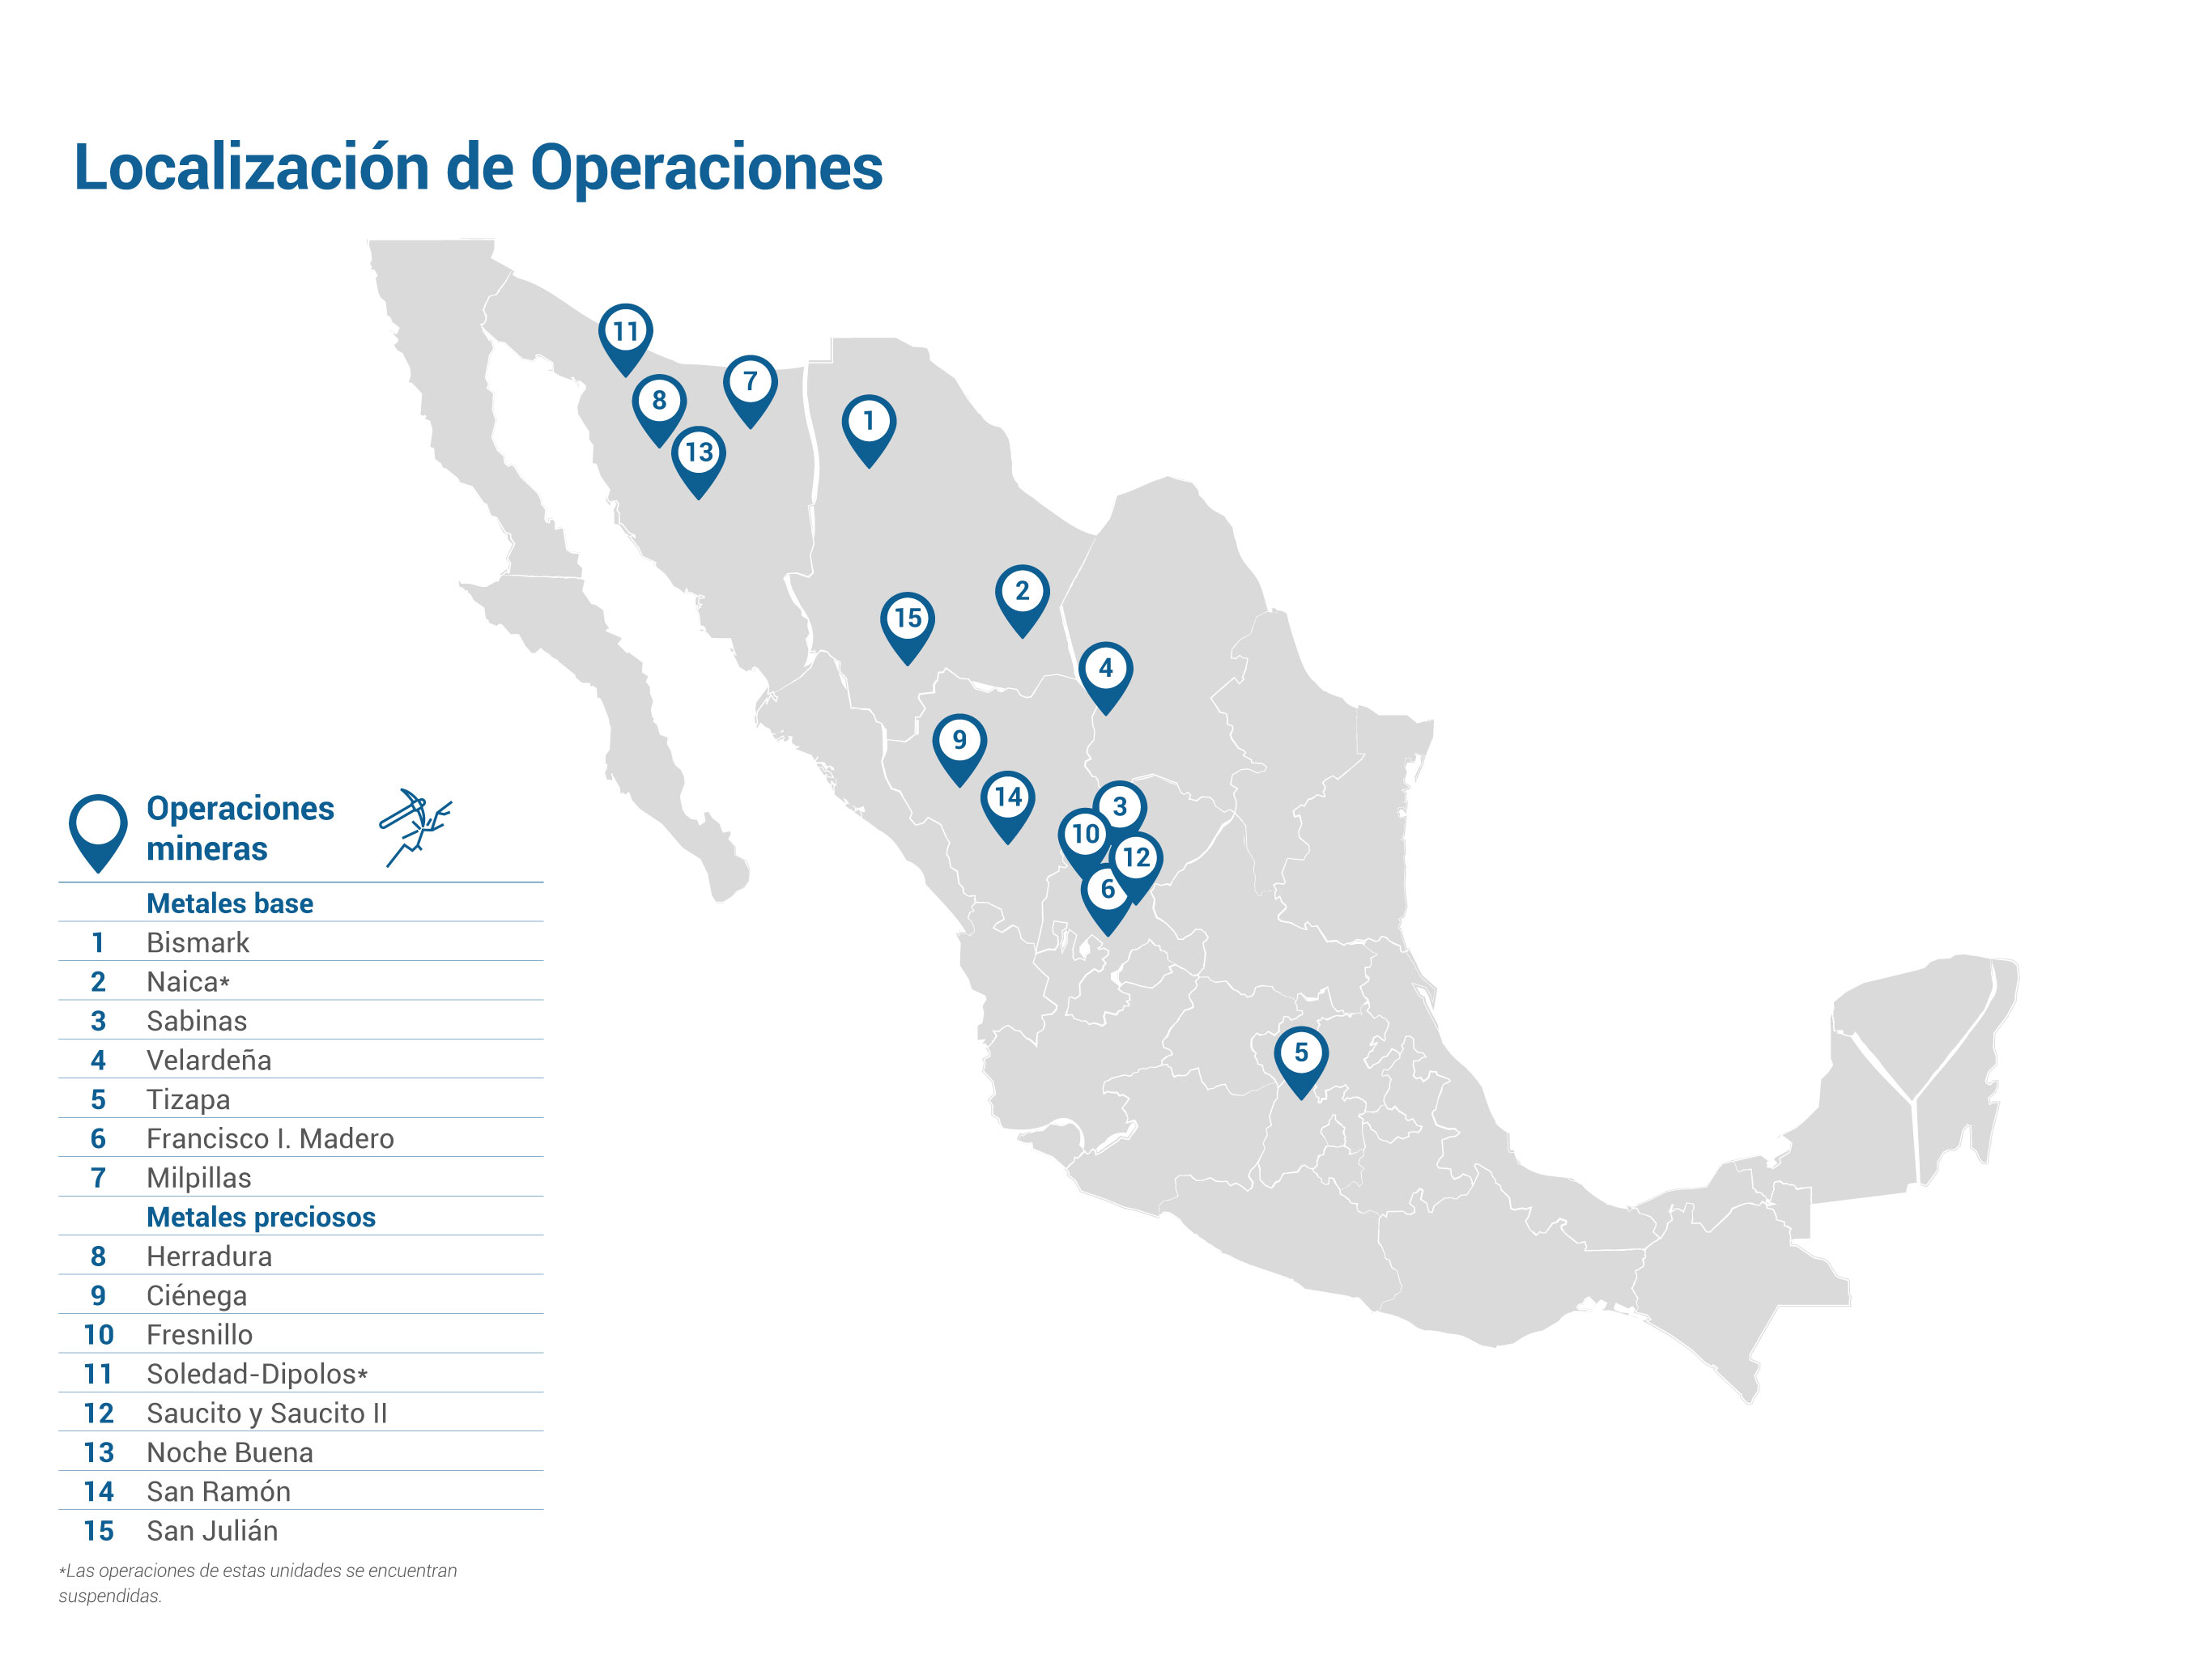 Localización de Operaciones
11
7
8
1
13
2
15
4
9
14
3
10
12
6
5
Operaciones
mineras
Metales base
1 Bismark
2 Naica*
3 Sabinas
4 Velardeña
5 Tizapa
6 Francisco I. Madero
7 Milpillas
Metales preciosos
8 Herradura
9 Ciénega
10 Fresnillo
11 Soledad-Dipolos*
12 Saucito y Saucito II
13 Noche Buena
14 San Ramón
15 San Julián
*Las operaciones de estas unidades se encuentran
suspendidas.